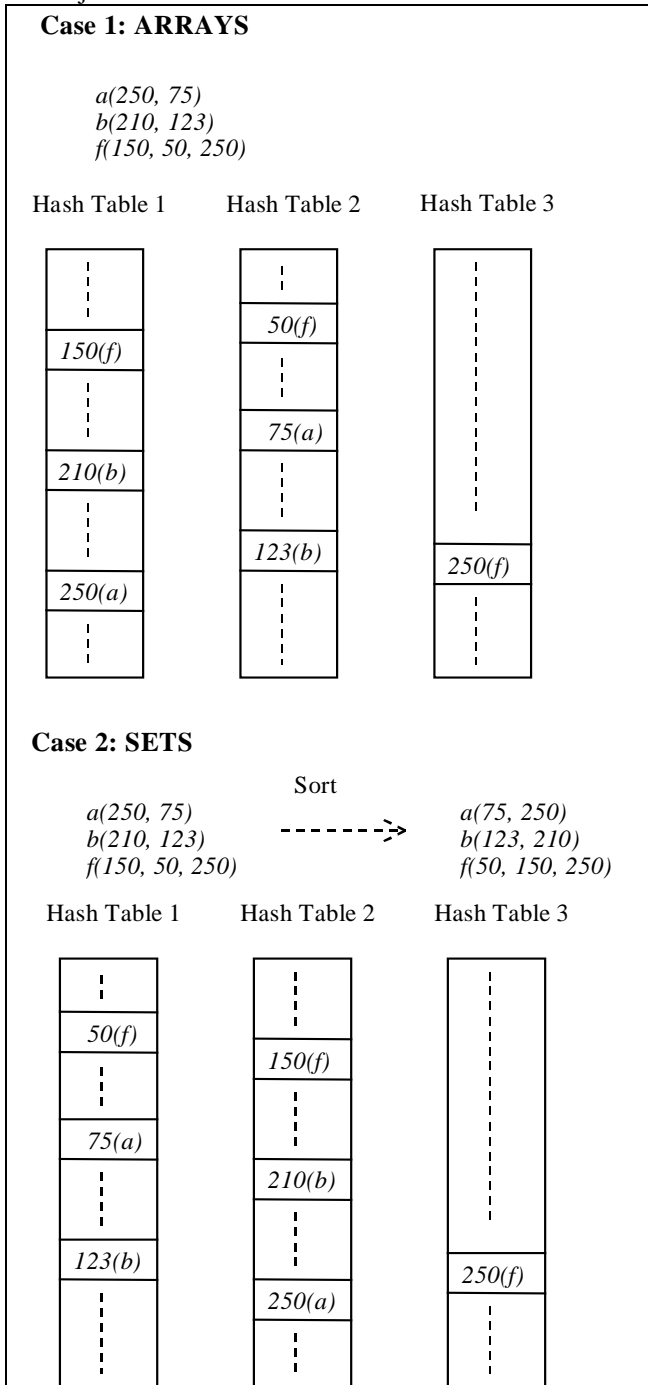 Case 1: ARRAYS
a(250, 75)
b(210, 123)
f(150, 50, 250)
Hash Table 1 Hash Table 2 Hash Table 3
150(f)
210(b)
250(a)
50(f)
75(a)
123(b)
250(f)
Case 2: SETS
a(250, 75)
b(210, 123)
f(150, 50, 250)
Sort
a(75, 250)
b(123, 210)
f(50, 150, 250)
Hash Table 1 Hash Table 2 Hash Table 3
50(f)
75(a)
123(b)
150(f)
210(b)
250(a)
250(f)